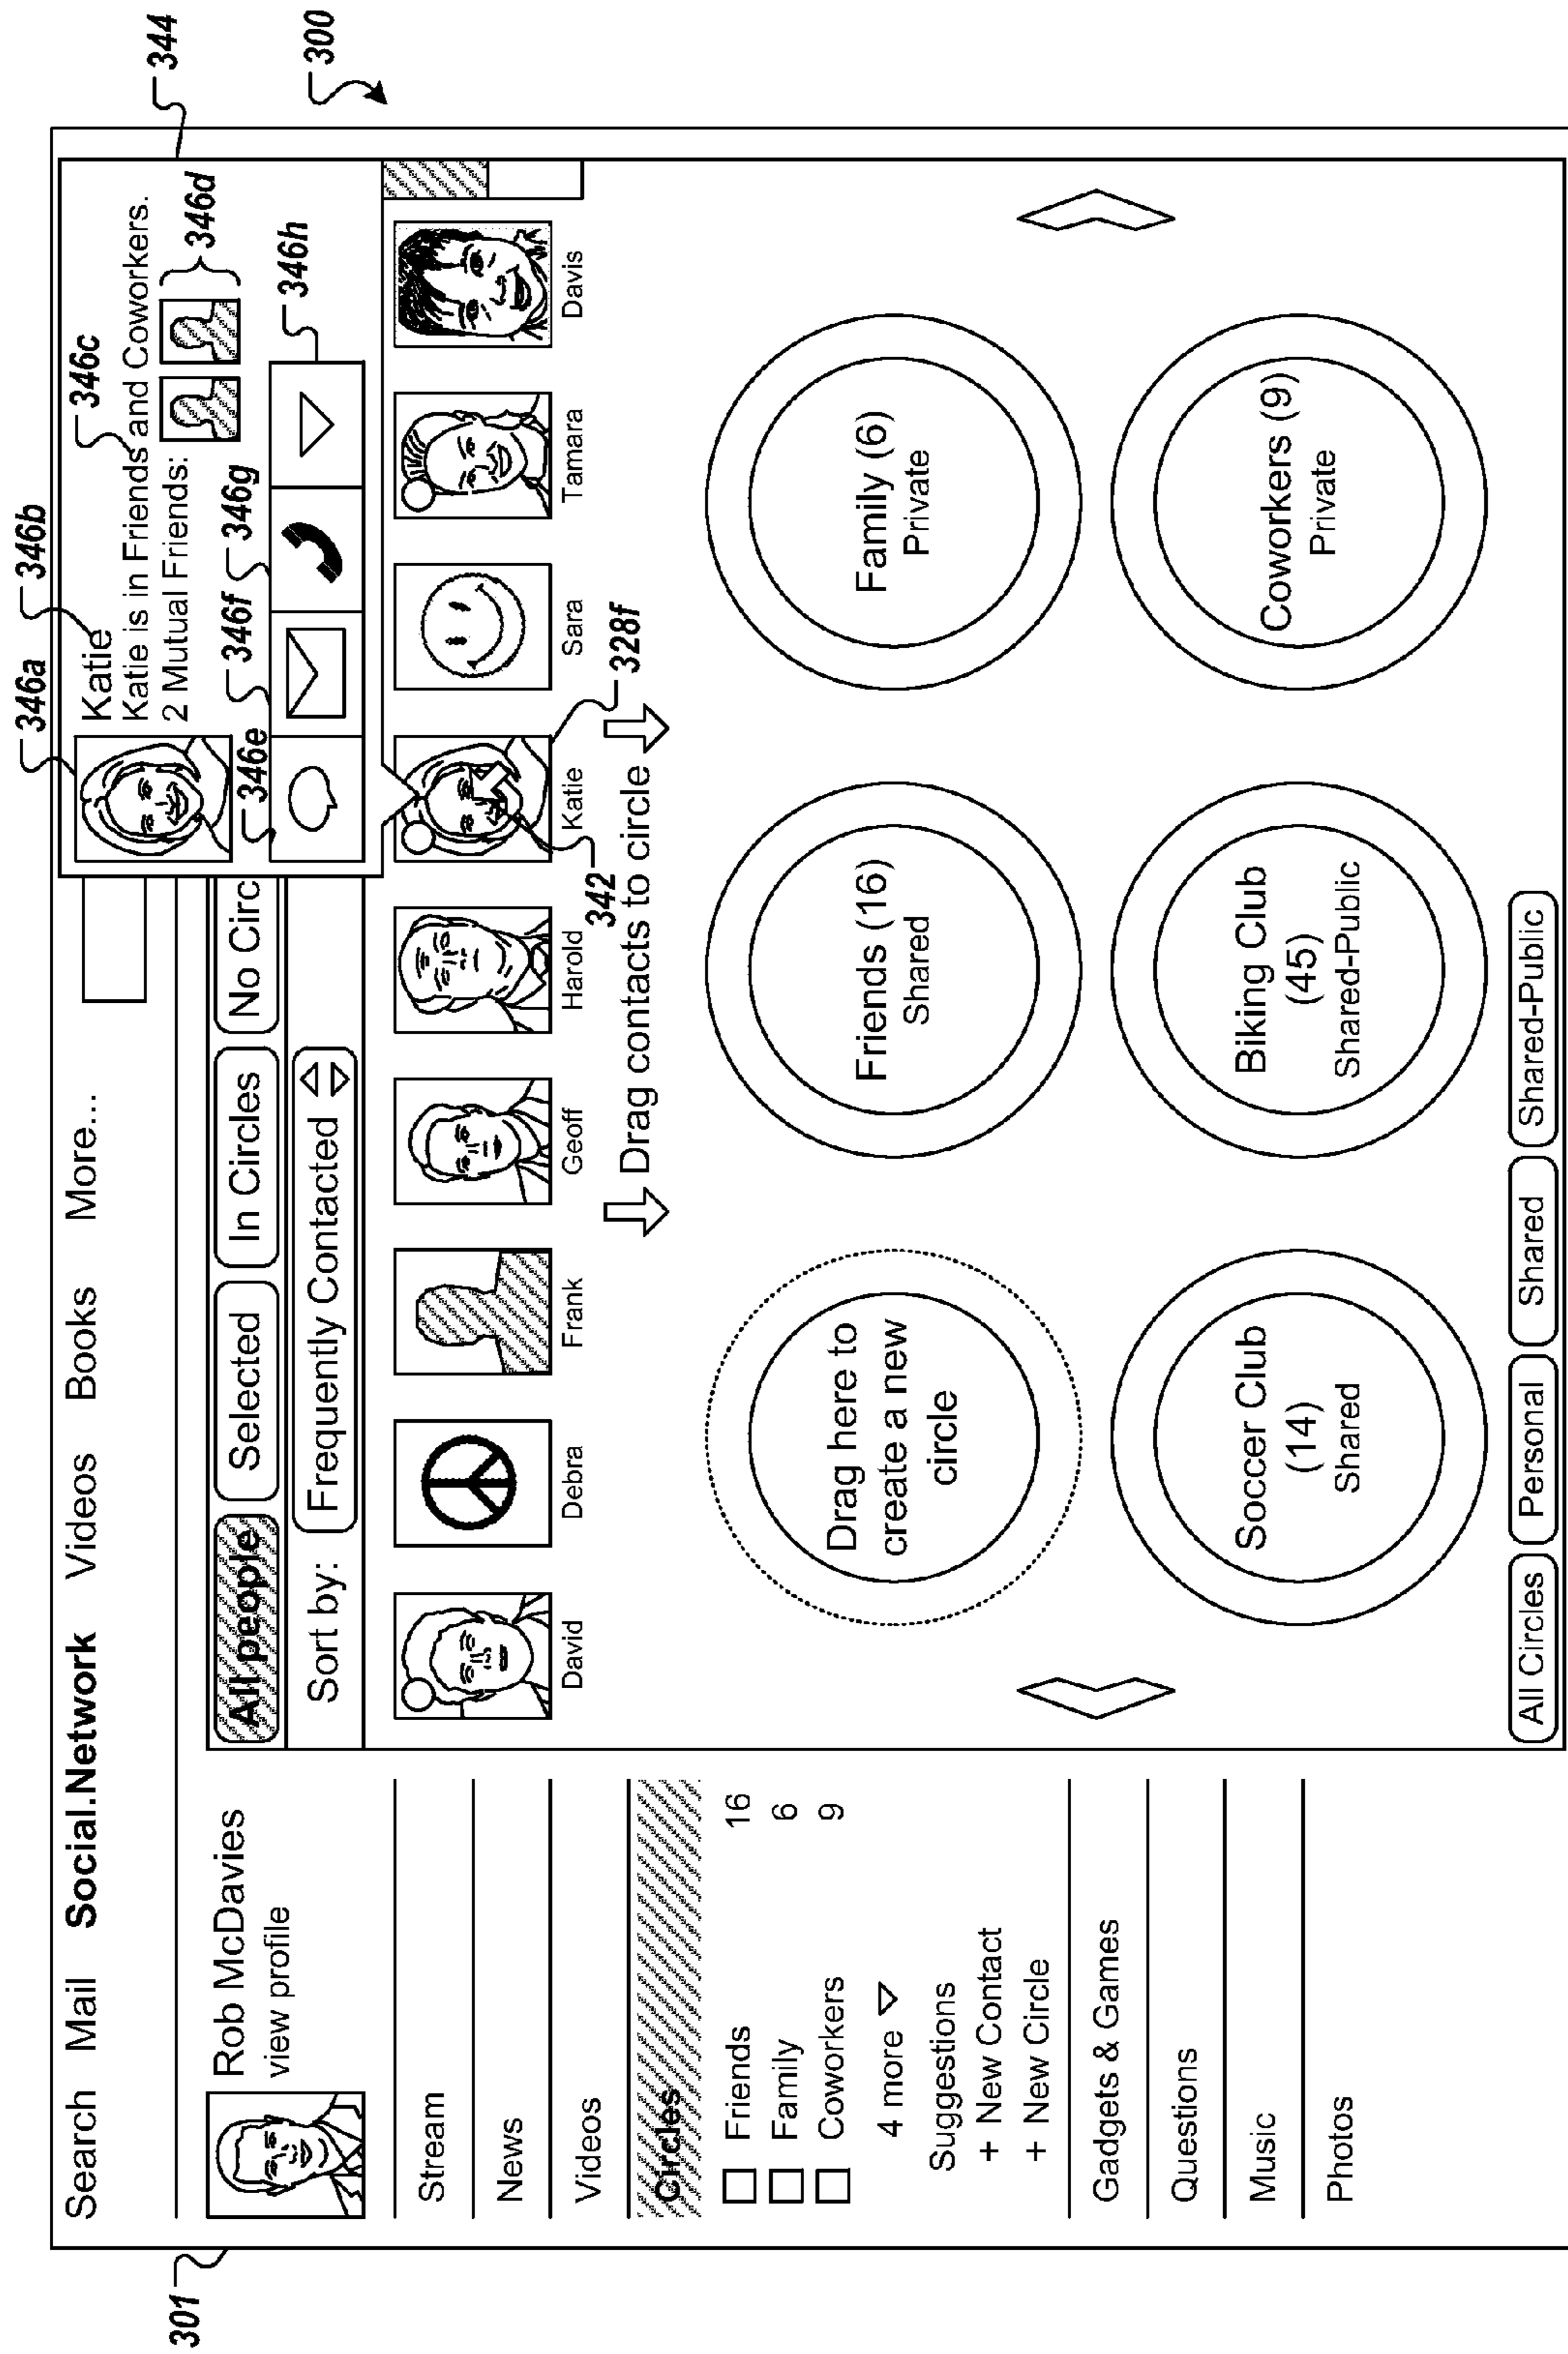 300
301
344
346a
346b
346c
346d
346e
346f
346g
346h
Search Mail Social.Network Videos Books More...
Rob McDavies
view profile
Stream
News
Videos
Circles
Friends 16
Family 6
Coworkers 9
4 more
Suggestions
+ New Contact
+ New Circle
Gadgets & Games
Questions
Music
Photos
All people Selected In Circles No Circ
Sort by: Frequently Contacted
Katie
Katie is in Friends and Coworkers.
2 Mutual Friends:
David Debra Frank Geoff Harold Katie Sara Tamara Davis
342
328f
Drag contacts to circle
Drag here to
create a new
circle
Friends (16)
Shared
Family (6)
Private
Soccer Club
(14)
Shared
Biking Club
(45)
Shared-Public
Coworkers (9)
Private
All Circles Personal Shared Shared-Public